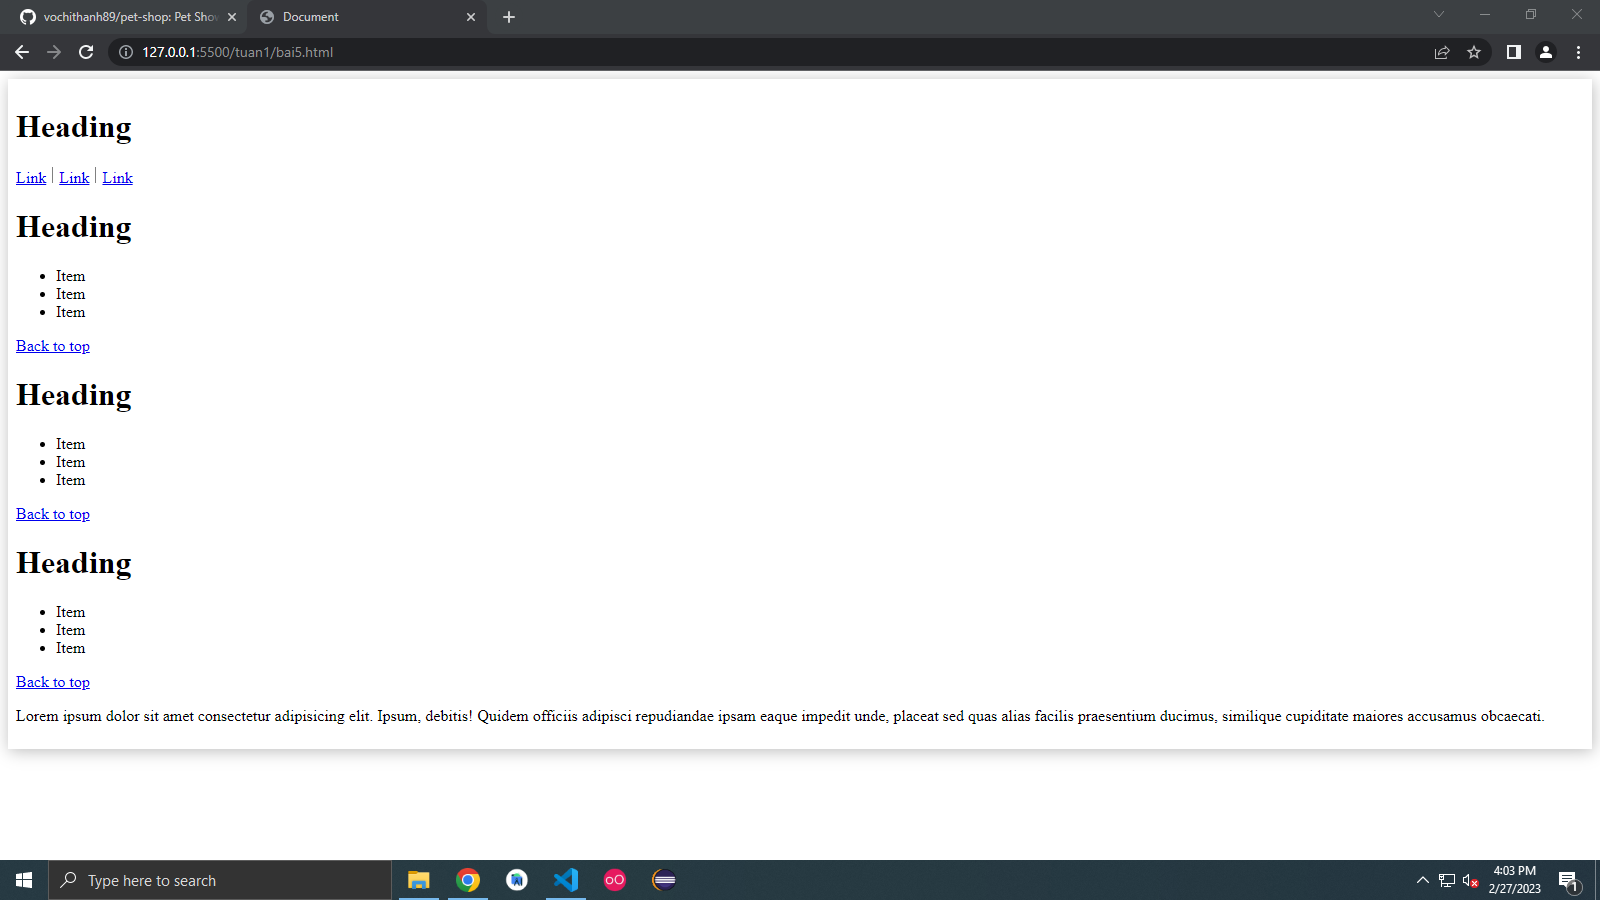 vochithanh89/pet-shop: Pet Show
Document
127.0.0.1:5500/tuan1/bai5.html
Heading
Link | Link | Link
Heading
Item
Item
Item
Back to top
Heading
Item
Item
Item
Back to top
Heading
Item
Item
Item
Back to top
Lorem ipsum dolor sit amet consectetur adipisicing elit. Ipsum, debitis! Quidem officiis adipisci repudiandae ipsam eaque impedit unde, placeat sed quas alias facilis praesentium ducimus, similique cupiditate maiores accusamus obcaecati.
Type here to search
4:03 PM
2/27/2023
1